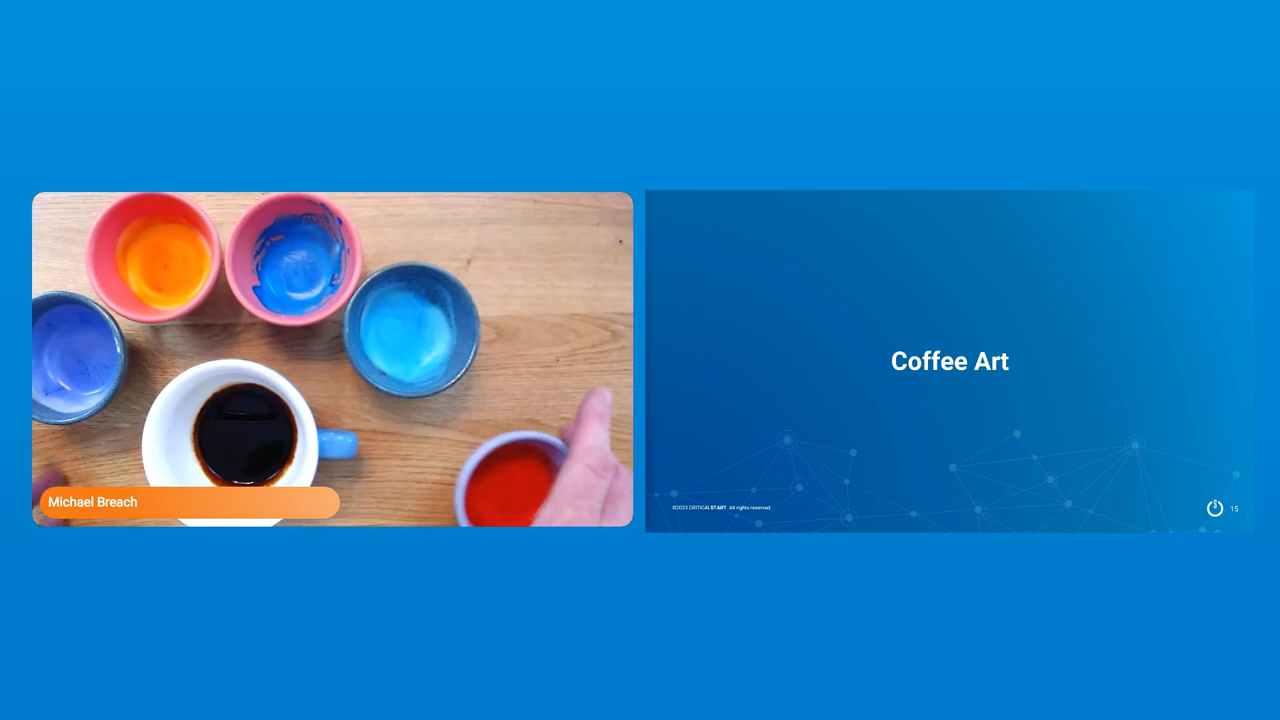 Michael Breach
Coffee Art
©2023 CRITICALSTART. All rights reserved.
15